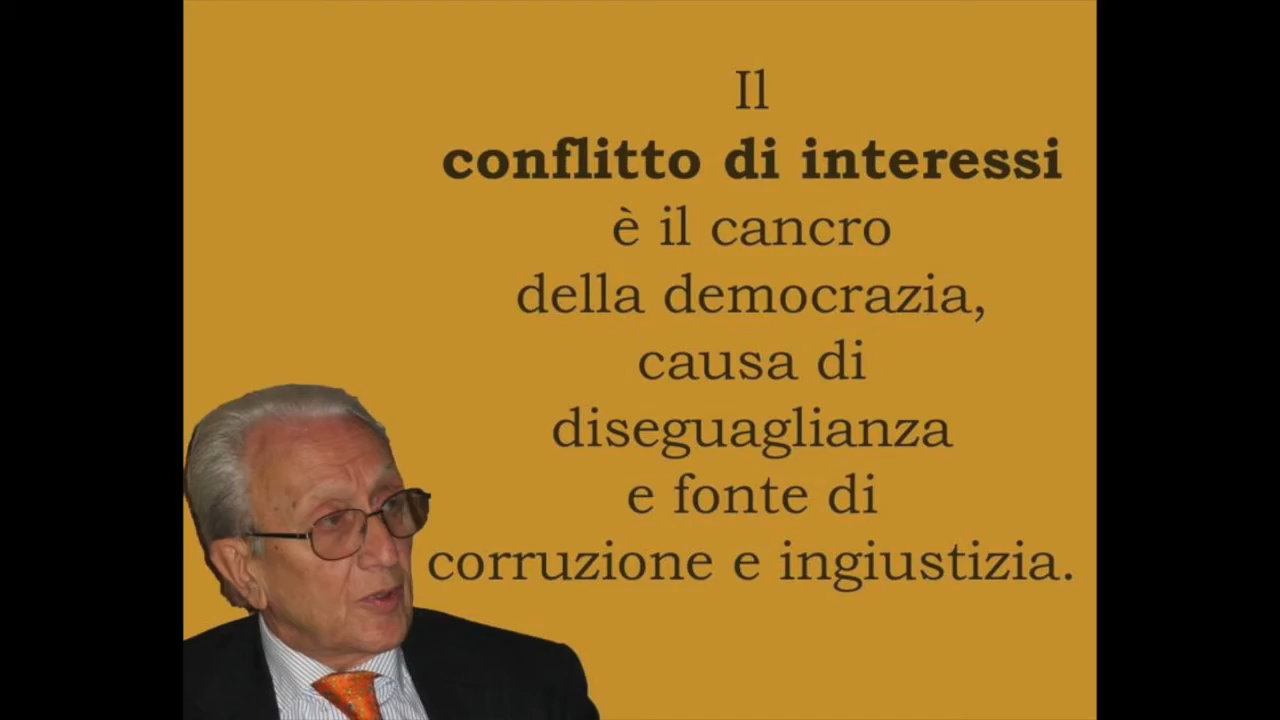 Il
conflitto di interessi
è il cancro
della democrazia,
causa di
diseguaglianza
e fonte di
corruzione e ingiustizia.